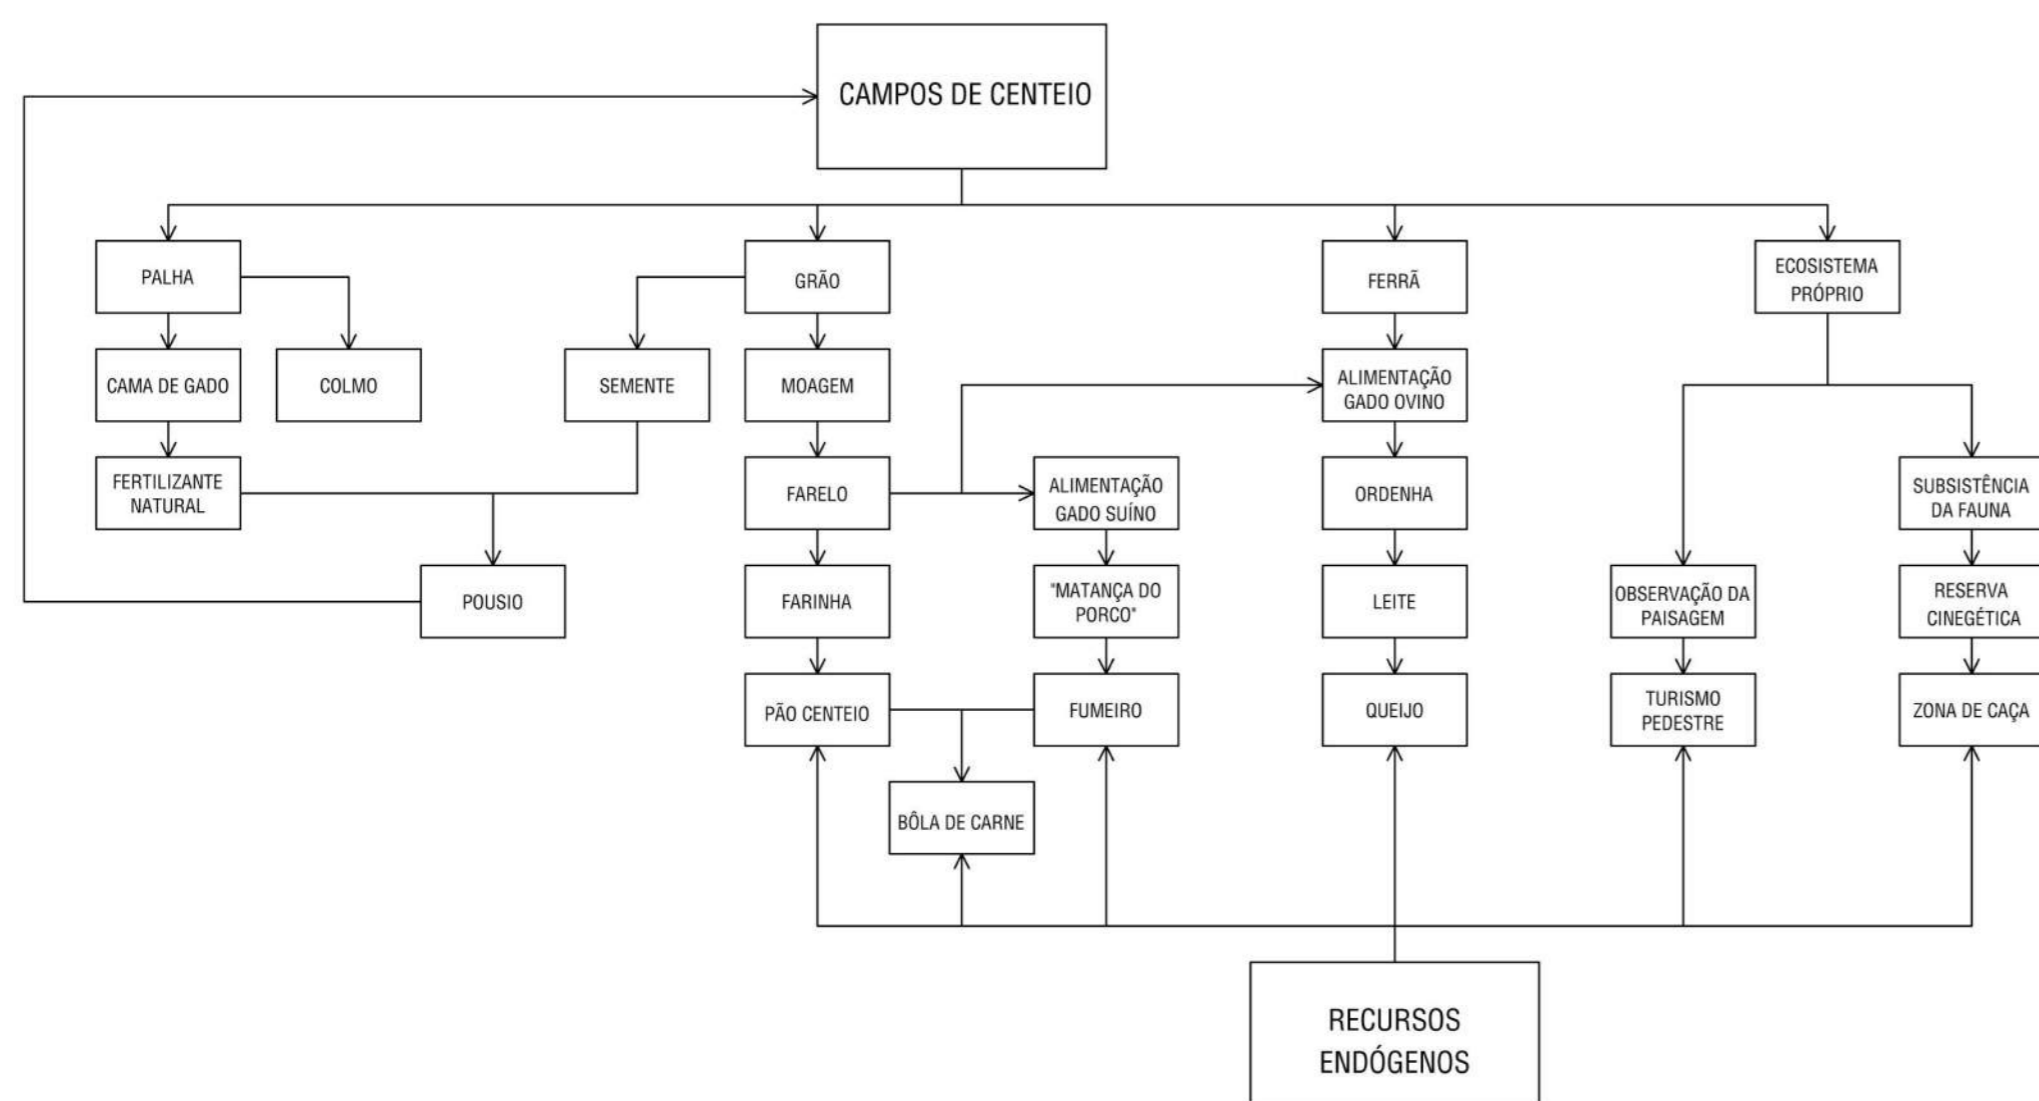 CAMPOS DE CENTEIO
PALHA
GRÃO
FERRÃ
ECOSISTEMA
PRÓPRIO
CAMA DE GADO
COLMO
SEMENTE
MOAGEM
ALIMENTAÇÃO
GADO OVINO
FERTILIZANTE
NATURAL
FARELO
ALIMENTAÇÃO
GADO SUÍNO
ORDENHA
SUBSISTÊNCIA
DA FAUNA
POUSIO
FARINHA
"MATANÇA DO
PORCO"
LEITE
OBSERVAÇÃO DA
PAISAGEM
RESERVA
CINEGÉTICA
PÃO CENTEIO
FUMEIRO
QUEIJO
TURISMO
PEDESTRE
ZONA DE CAÇA
BÔLA DE CARNE
RECURSOS
ENDÓGENOS